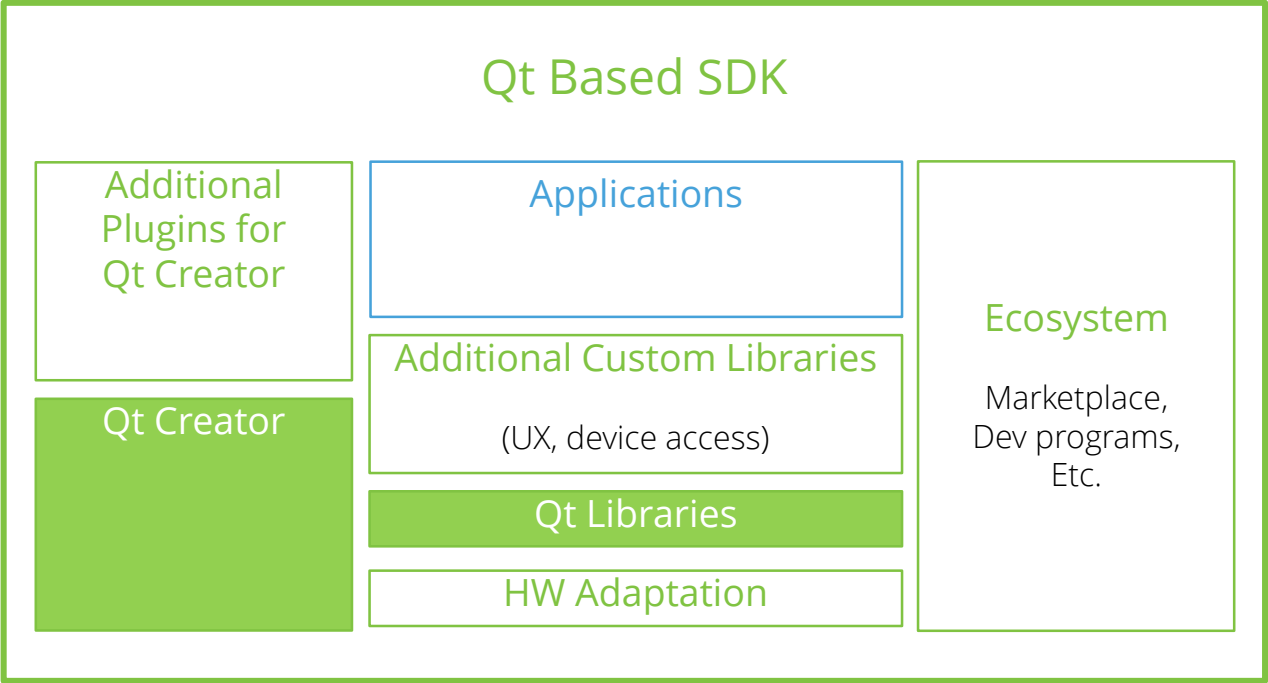 Qt Based SDK
Additional
Plugins for
Qt Creator
Qt Creator
Applications
Additional Custom Libraries
(UX, device access)
Qt Libraries
HW Adaptation
Ecosystem
Marketplace,
Dev programs,
Etc.